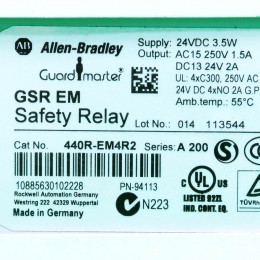 Allen-Bradley
Guardmaster
GSR EM
Safety Relay
Supply: 24VDC 3.5W
Output: AC15 250V 1.5A
DC13 24V 2A
UL: 4xC300, 250V AC
24V DC 4xNO 2A G.P
Amb.temp.: 55°C
Lot No.: 014 113544
Cat No. 440R-EM4R2 Series: A 200
10885630102228 PN-94113
Rockwell Automation Germany
Westring 222 42329 Wuppertal
Made in Germany
N223
C UL US
LISTED B9ZL
IND. CONT. EQ.
TÜV